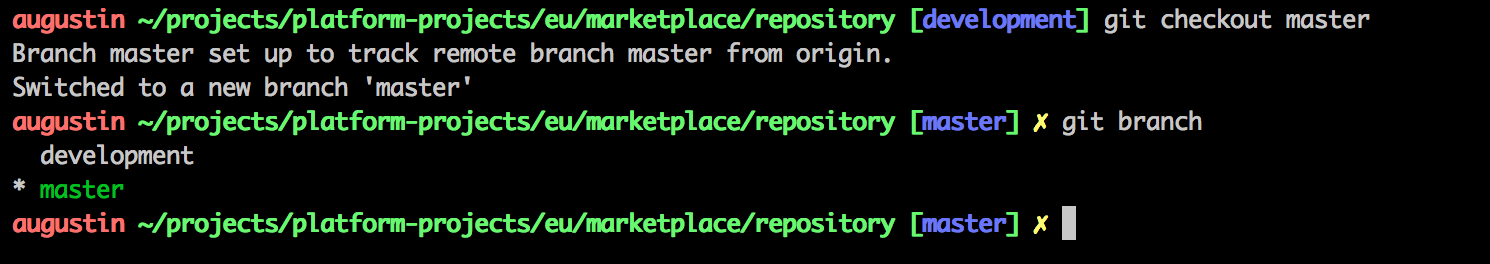 augustin ~/projects/platform-projects/eu/marketplace/repository [development] git checkout master
Branch master set up to track remote branch master from origin.
Switched to a new branch 'master'
augustin ~/projects/platform-projects/eu/marketplace/repository [master] ✗ git branch
  development
* master
augustin ~/projects/platform-projects/eu/marketplace/repository [master] ✗